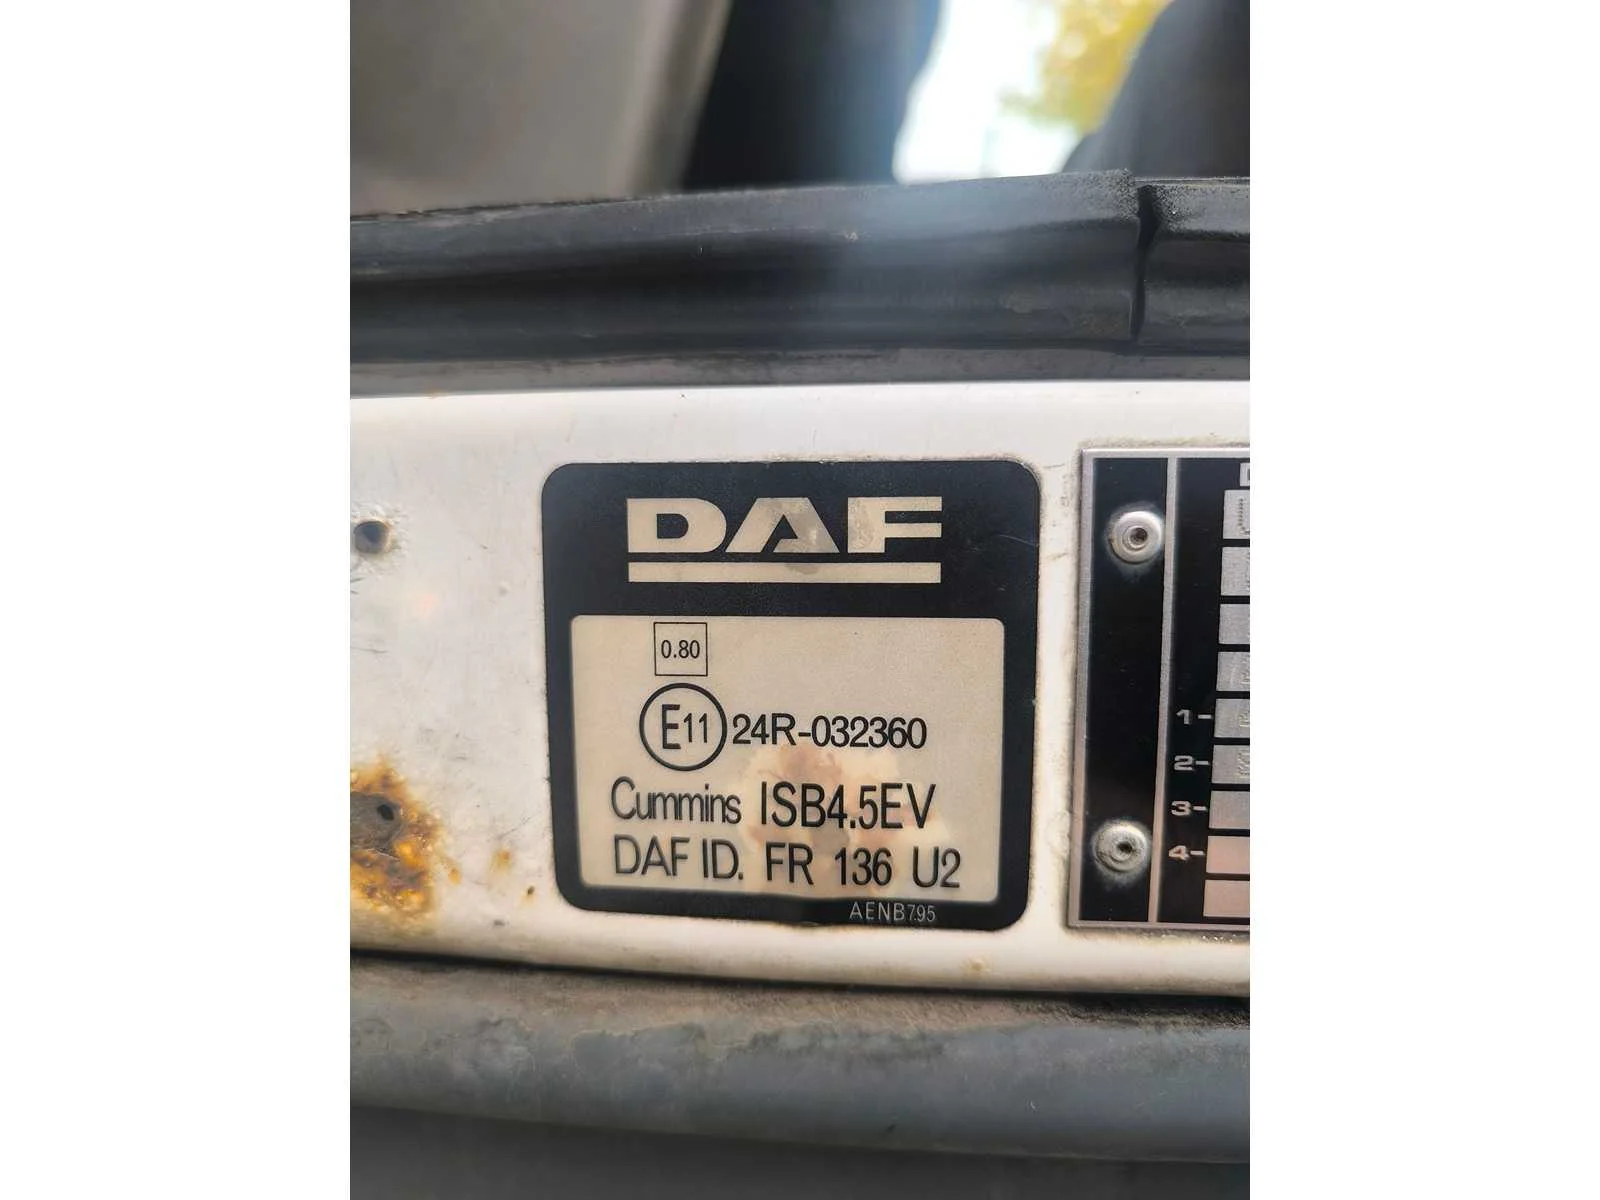 DAF
0.80
E11 24R-032360
Cummins ISB4.5EV
DAF ID. FR 136 U2
AENB795
1-
2-
3-
4-